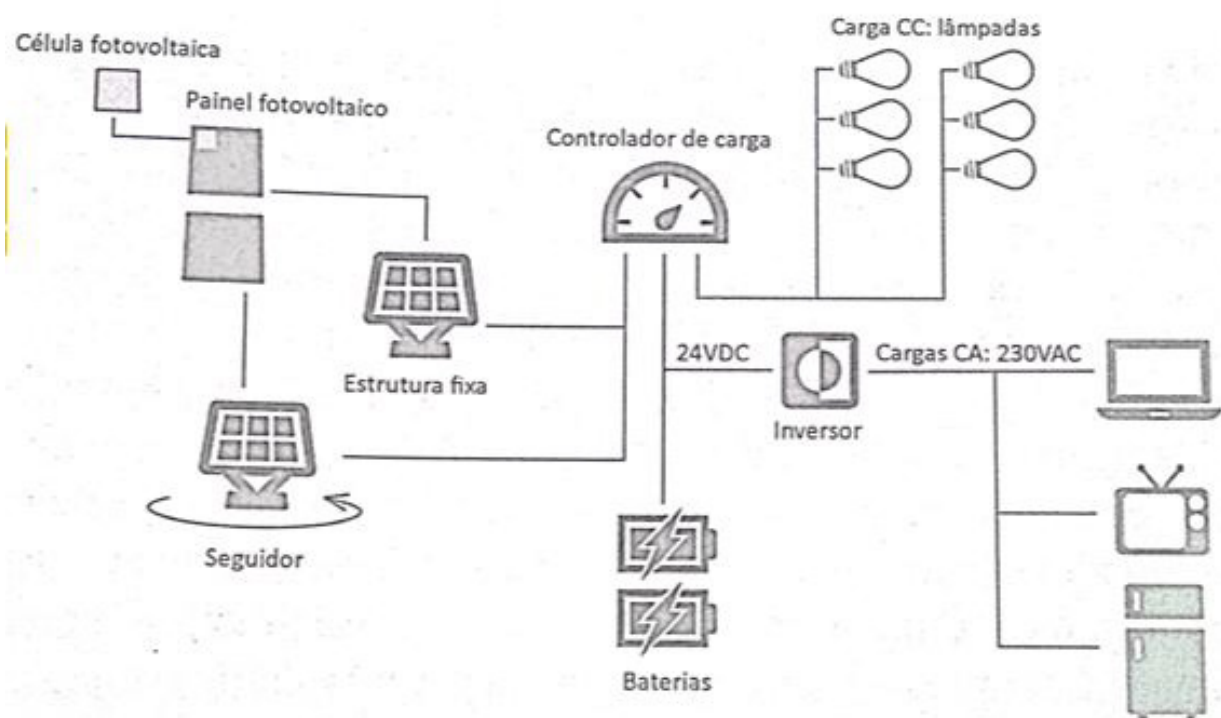 Carga CC: lâmpadas
Célula fotovoltaica
Painel fotovoltaico
Controlador de carga
24VDC
Cargas CA: 230VAC
Estrutura fixa
Inversor
Seguidor
Baterias